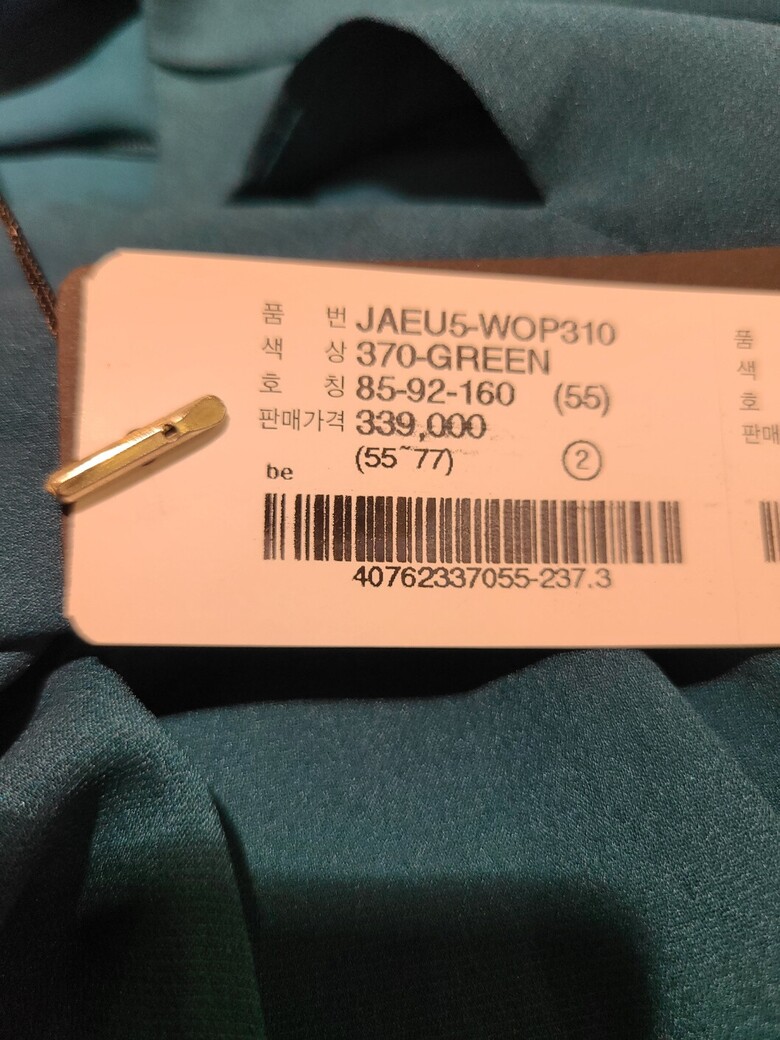 품 번 JAEU5-WOP310
색 상 370-GREEN
호 칭 85-92-160 (55)
판매가격 339,000
(55~77) ②
be
40762337055-237.3
품
색
호
판매